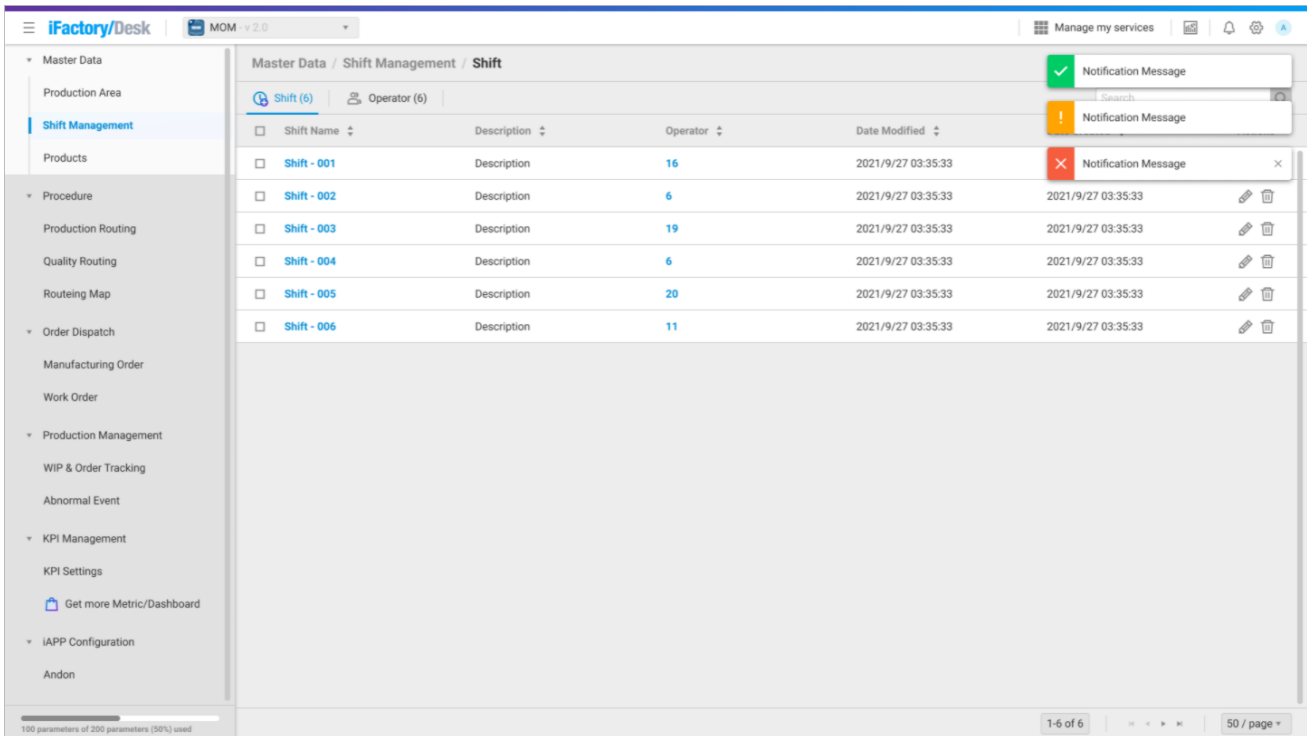 iFactory/Desk
MOM - v 2.0
Manage my services
A
Master Data
Production Area
Shift Management
Products
Procedure
Production Routing
Quality Routing
Routeing Map
Order Dispatch
Manufacturing Order
Work Order
Production Management
WIP & Order Tracking
Abnormal Event
KPI Management
KPI Settings
Get more Metric/Dashboard
iAPP Configuration
Andon
100 parameters of 200 parameters (50%) used
Master Data / Shift Management / Shift
Notification Message
Shift (6)
Operator (6)
Search
Notification Message
Shift Name
Description
Operator
Date Modified
Shift - 001 Description 16 2021/9/27 03:35:33
Notification Message
Shift - 002 Description 6 2021/9/27 03:35:33 2021/9/27 03:35:33
Shift - 003 Description 19 2021/9/27 03:35:33 2021/9/27 03:35:33
Shift - 004 Description 6 2021/9/27 03:35:33 2021/9/27 03:35:33
Shift - 005 Description 20 2021/9/27 03:35:33 2021/9/27 03:35:33
Shift - 006 Description 11 2021/9/27 03:35:33 2021/9/27 03:35:33
1-6 of 6
50 / page